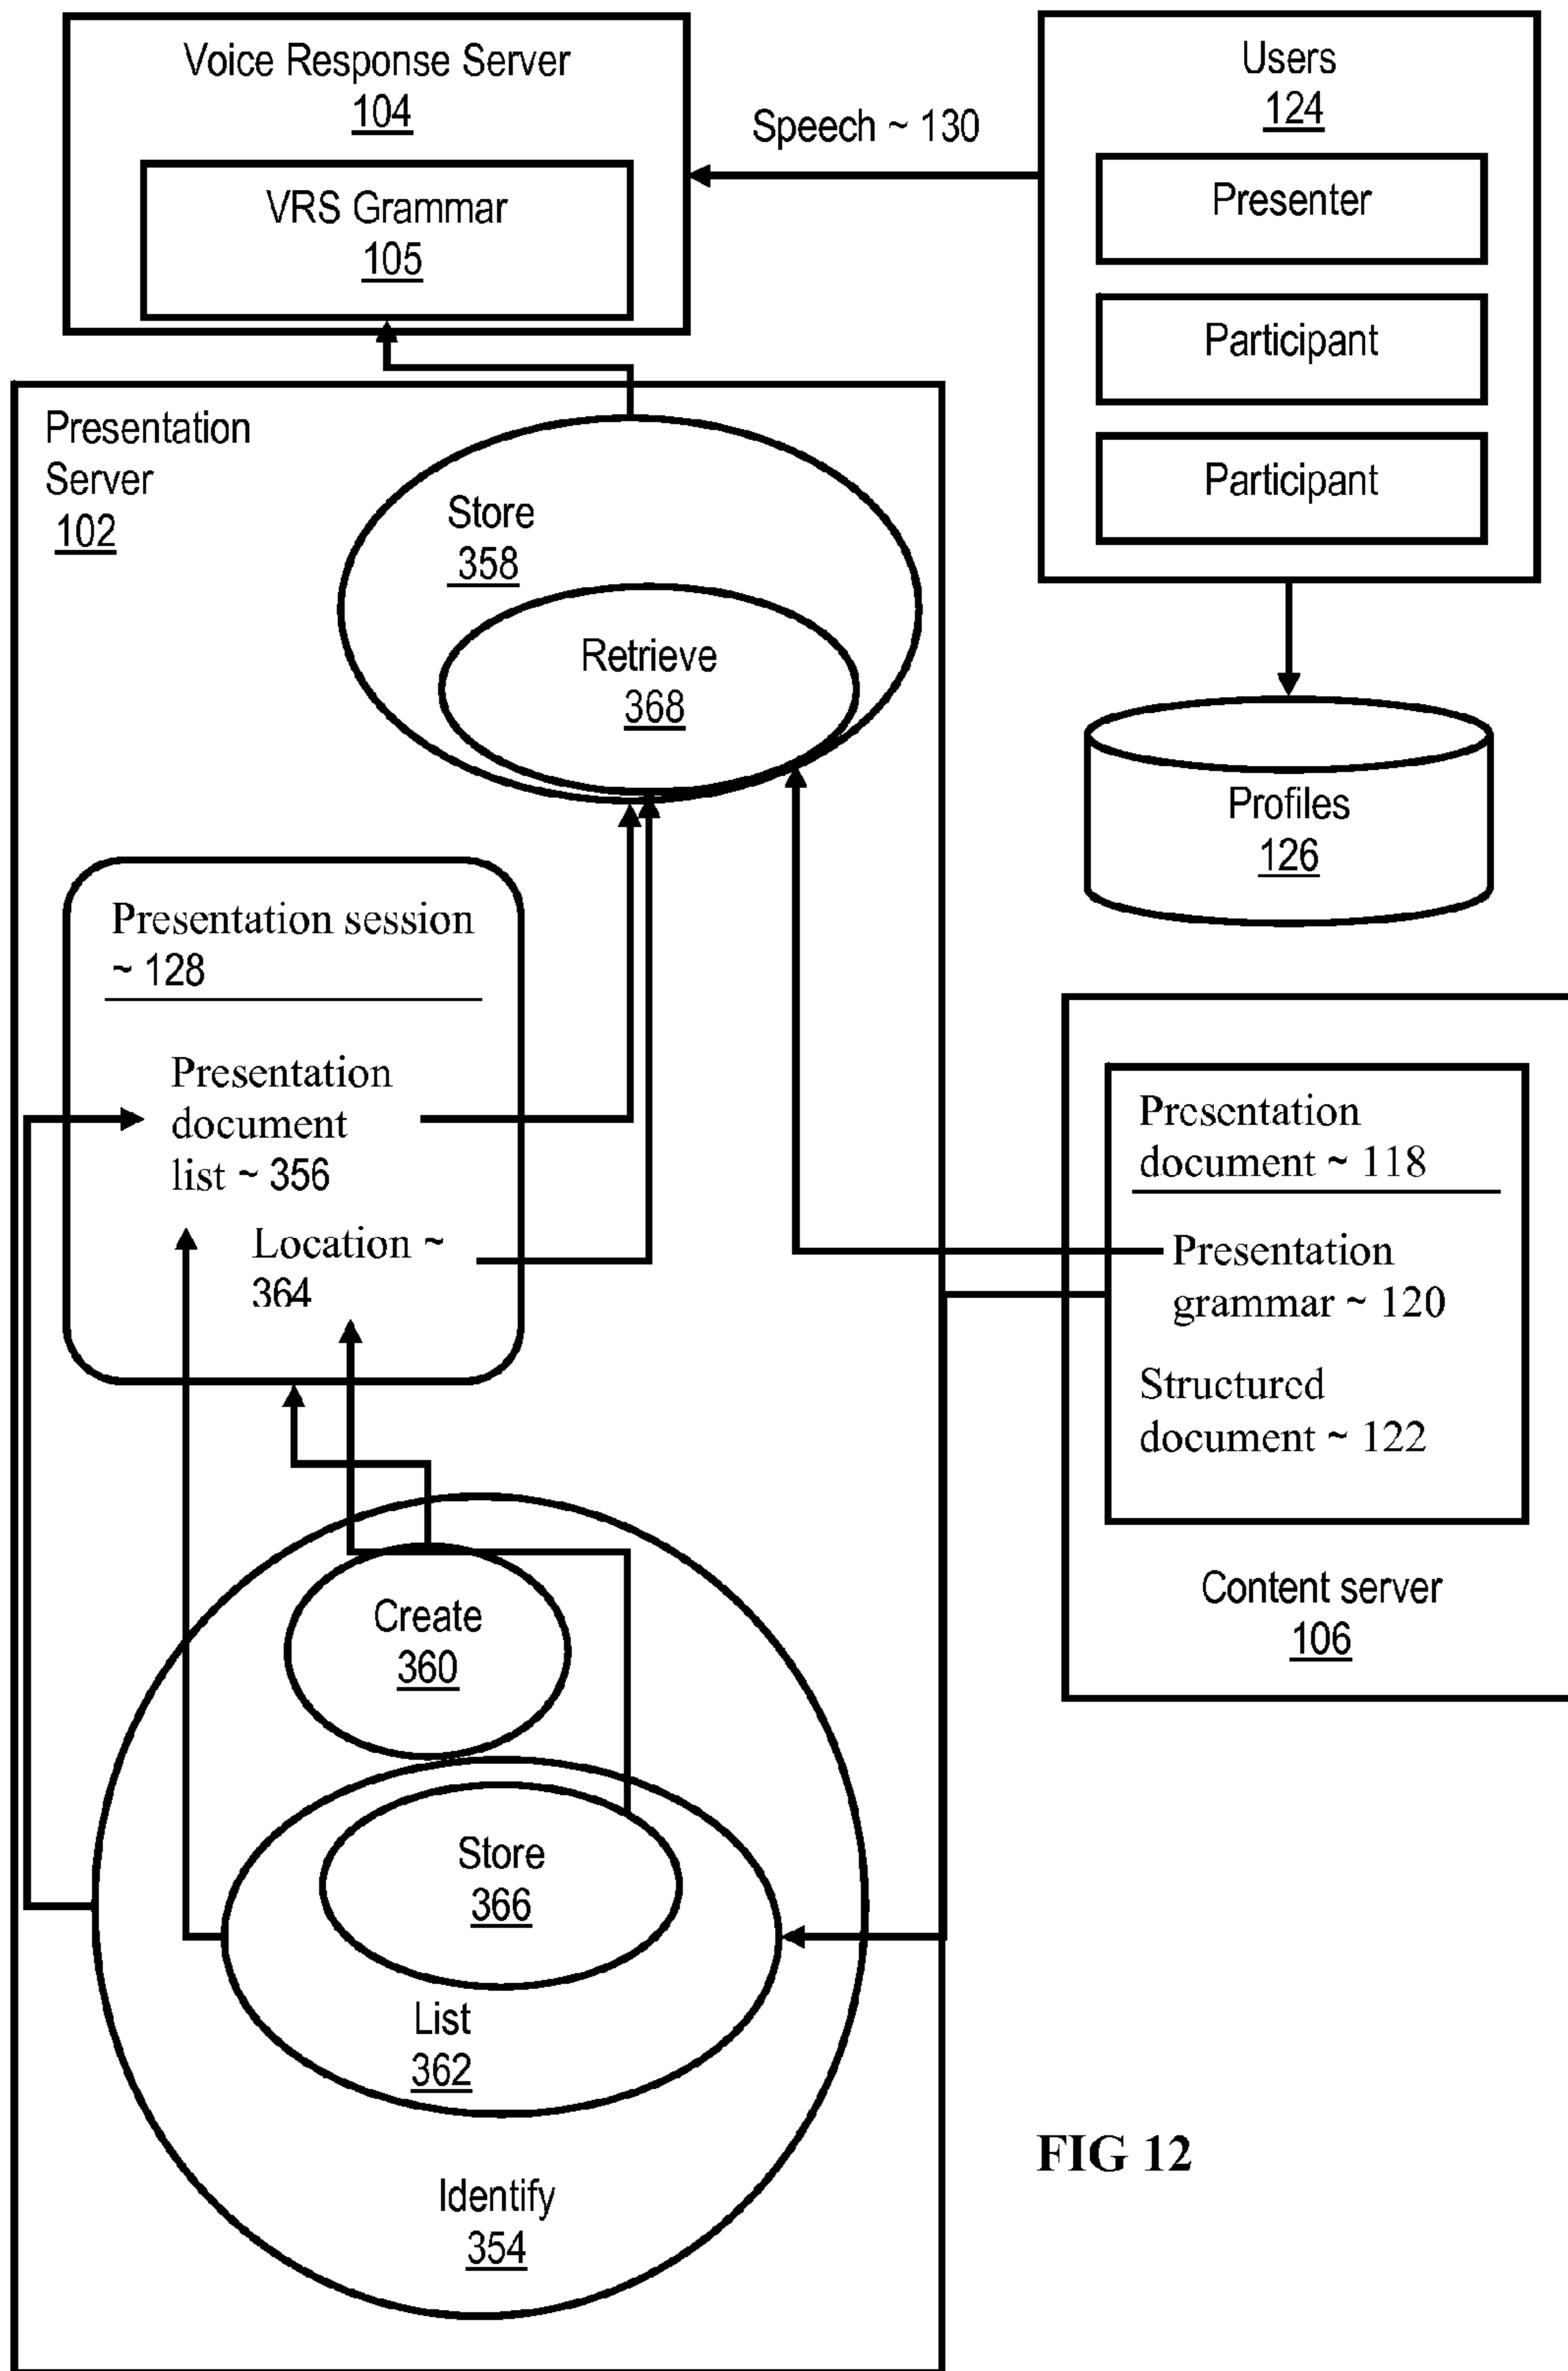 Voice Response Server
104
VRS Grammar
105
Speech ~ 130
Users
124
Presenter
Participant
Participant
Profiles
126
Presentation
Server
102
Store
358
Retrieve
368
Presentation session
~ 128
Presentation
document
list ~ 356
Location ~
364
Presentation
document ~ 118
Presentation
grammar ~ 120
Structured
document ~ 122
Content server
106
Create
360
Store
366
List
362
Identify
354
FIG 12